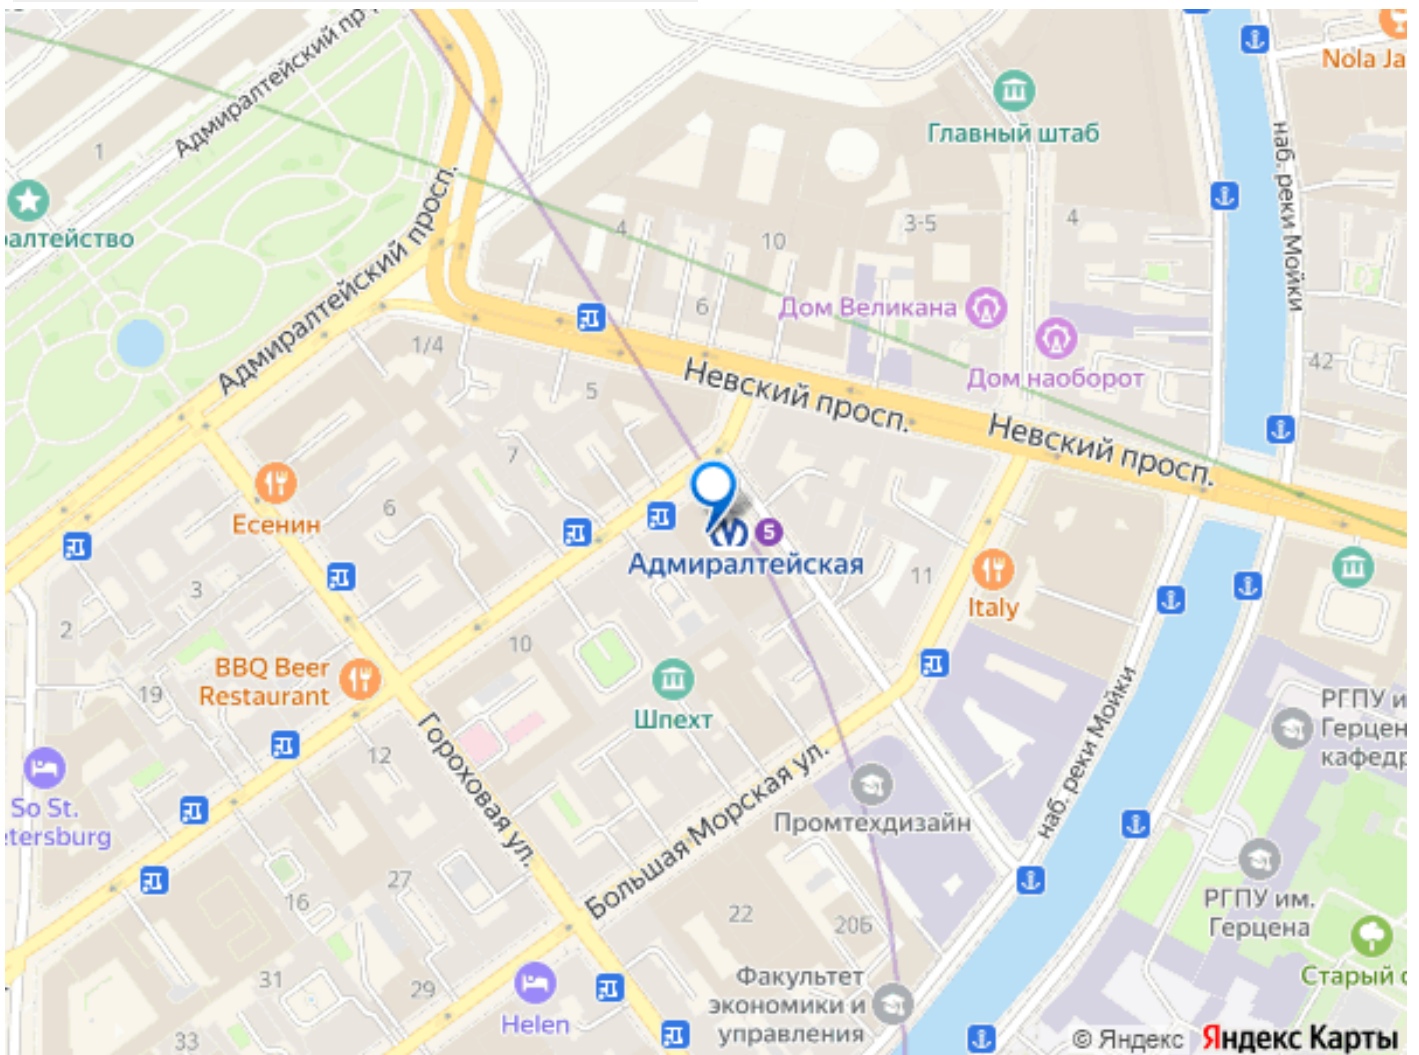 Nola Ja
Адмиралтейский пр
Главный штаб
наб. реки Мойки
1
алтейство
Адмиралтейский просп.
4
10
3-5
4
6
Дом Великана
Дом наоборот
42
1/4
5
Невский просп.
Невский просп.
7
6
Есенин
5
Адмиралтейская
11
Italy
3
2
10
BBQ Beer
Restaurant
19
Шпехт
12
Гороховая ул.
Большая Морская ул.
наб. реки Мойки
РГПУ и
Герцен
кафедр
So St.
etersburg
Промтехдизайн
27
16
22
20Б
РГПУ им.
Герцена
31
29
Helen
Факультет
экономики и
управления
Старый с
33
© Яндекс
Яндекс Карты